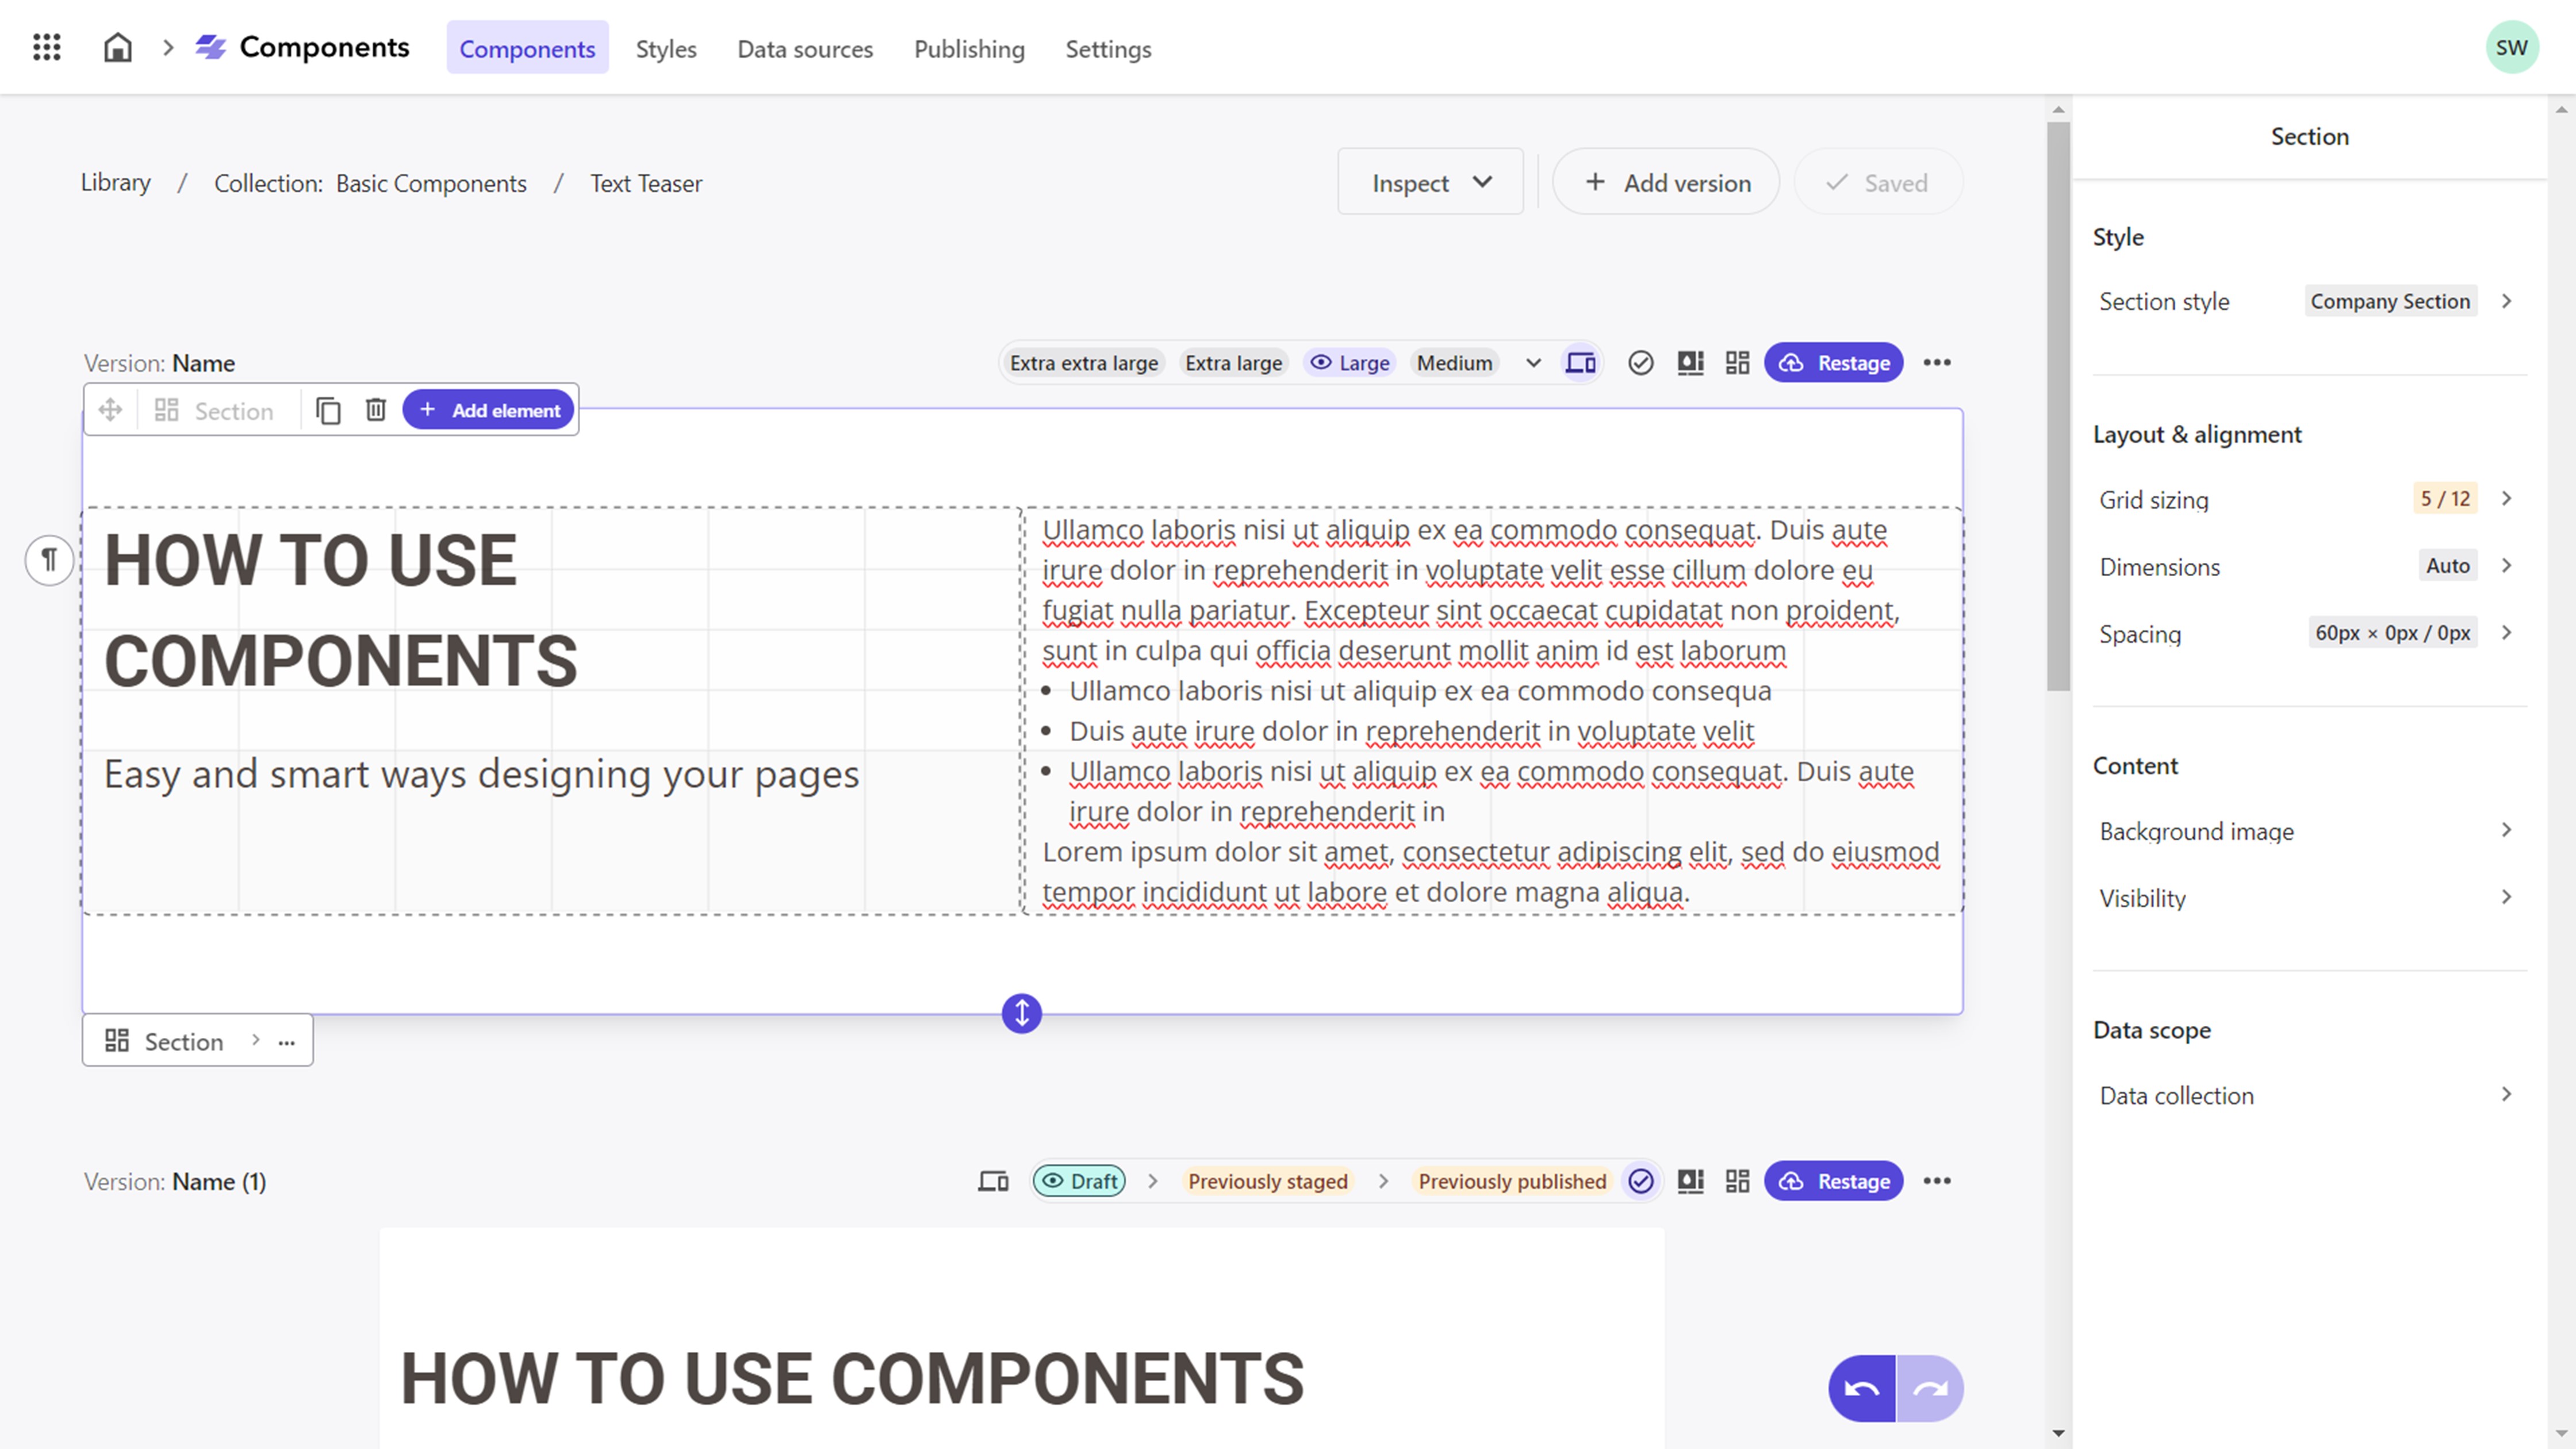 Components Components Styles Data sources Publishing Settings SW
Library / Collection: Basic Components / Text Teaser
Inspect Add version Saved
Version: Name
Extra extra large Extra large Large Medium Restage
Section Add element
HOW TO USE
COMPONENTS
Easy and smart ways designing your pages
Ullamco laboris nisi ut aliquip ex ea commodo consequat. Duis aute
irure dolor in reprehenderit in voluptate velit esse cillum dolore eu
fugiat nulla pariatur. Excepteur sint occaecat cupidatat non proident,
sunt in culpa qui officia deserunt mollit anim id est laborum
• Ullamco laboris nisi ut aliquip ex ea commodo consequa
• Duis aute irure dolor in reprehenderit in voluptate velit
• Ullamco laboris nisi ut aliquip ex ea commodo consequat. Duis aute
irure dolor in reprehenderit in
Lorem ipsum dolor sit amet, consectetur adipiscing elit, sed do eiusmod
tempor incididunt ut labore et dolore magna aliqua.
Section > ...
Version: Name (1)
Draft > Previously staged > Previously published Restage
HOW TO USE COMPONENTS
Section
Style
Section style Company Section
Layout & alignment
Grid sizing 5 / 12
Dimensions Auto
Spacing 60px × 0px / 0px
Content
Background image
Visibility
Data scope
Data collection